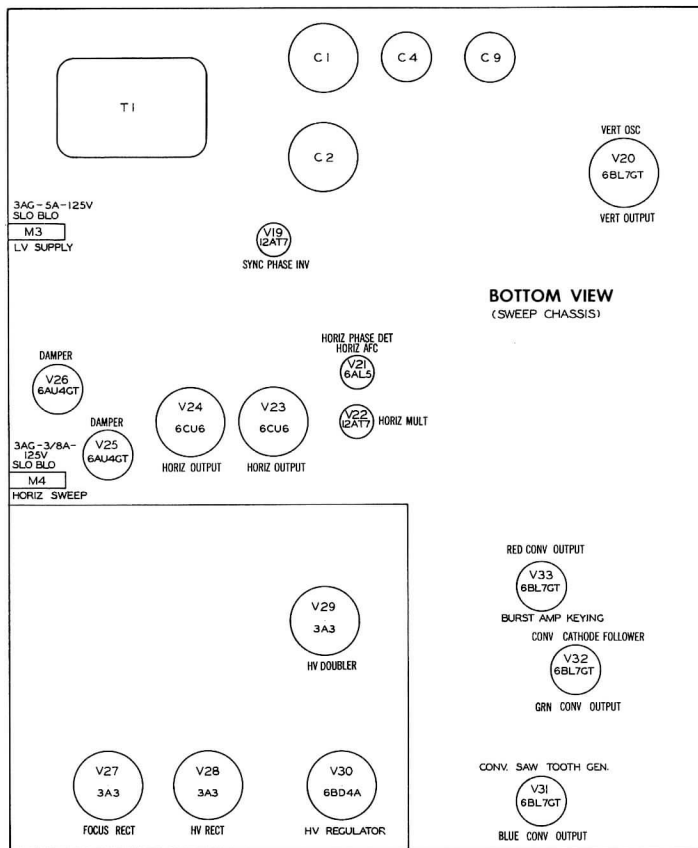 T1
C1
C4
C9
C2
VERT OSC
V20
6BL7GT
VERT OUTPUT
3AG-5A-125V
SLO BLO
M3
LV SUPPLY
V19
12AT7
SYNC PHASE INV
BOTTOM VIEW
(SWEEP CHASSIS)
HORIZ PHASE DET
HORIZ AFC
V21
6AL5
DAMPER
V26
6AU4GT
V24
6CU6
HORIZ OUTPUT
V23
6CU6
HORIZ OUTPUT
V22
12AT7
HORIZ MULT
DAMPER
V25
6AU4GT
3AG-3/8A-
125V
SLO BLO
M4
HORIZ SWEEP
RED CONV OUTPUT
V33
6BL7GT
BURST AMP KEYING
V29
3A3
HV DOUBLER
CONV CATHODE FOLLOWER
V32
6BL7GT
GRN CONV OUTPUT
V27
3A3
FOCUS RECT
V28
3A3
HV RECT
V30
6BD4A
HV REGULATOR
CONV. SAW TOOTH GEN.
V31
6BL7GT
BLUE CONV OUTPUT